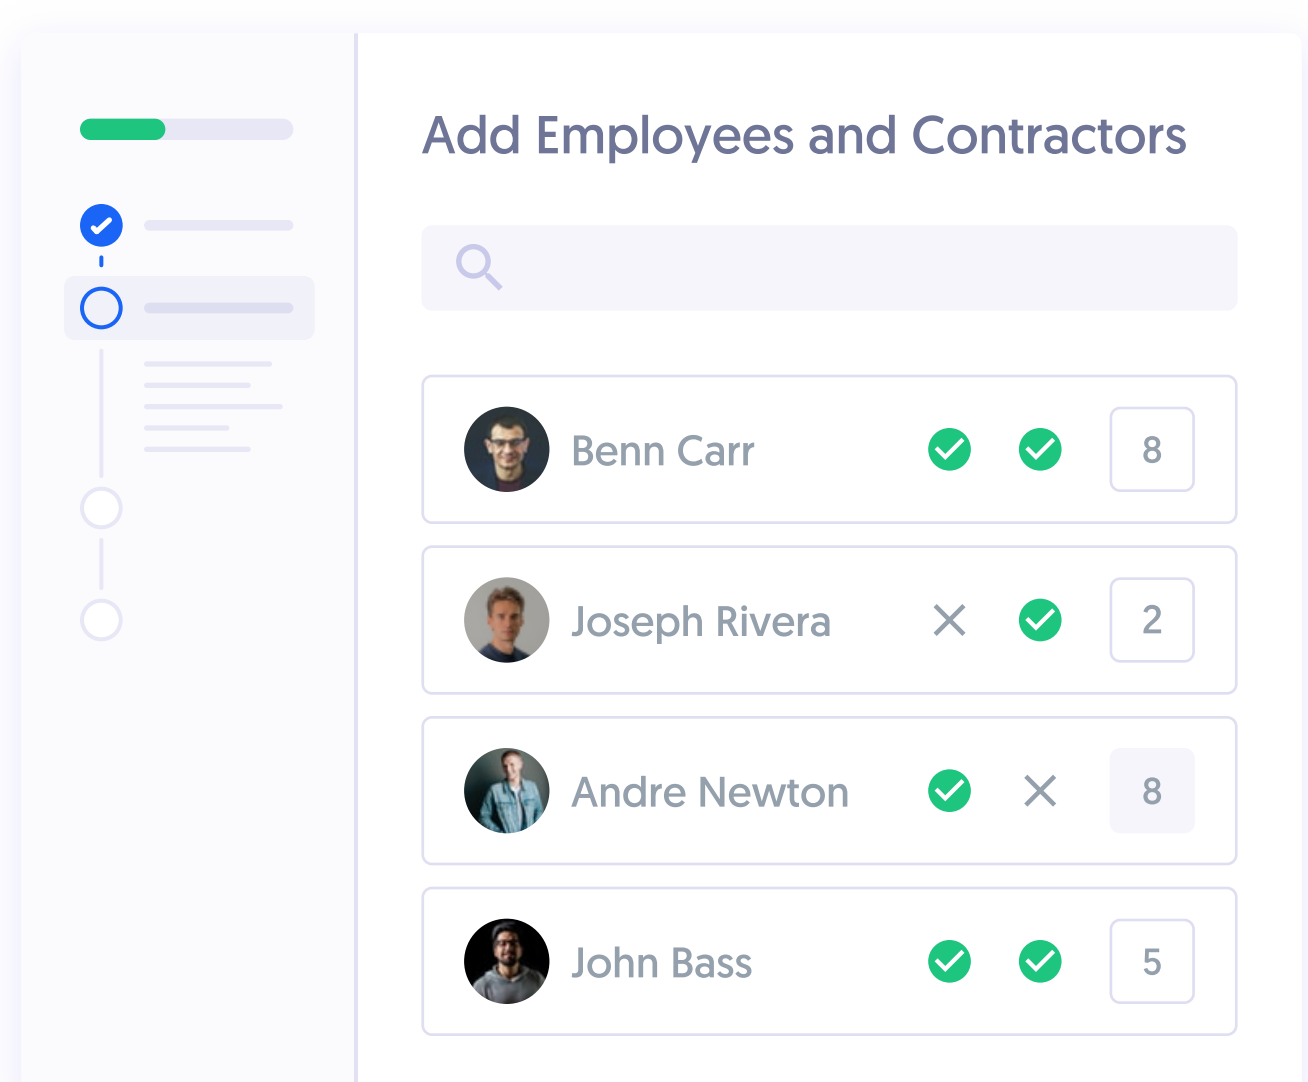 Add Employees and Contractors
Benn Carr 8
Joseph Rivera 2
Andre Newton 8
John Bass 5